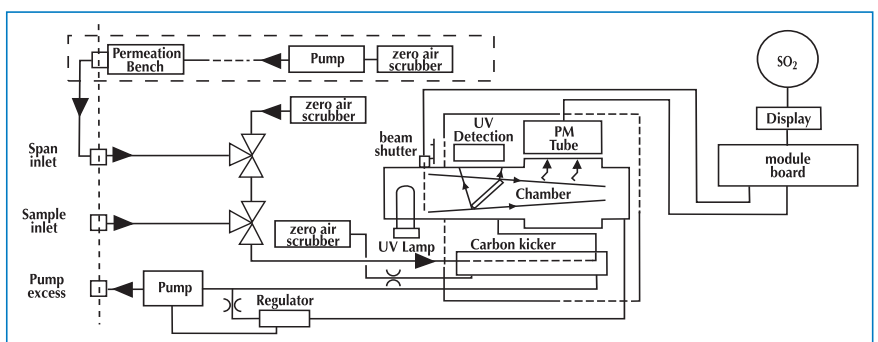 Permeation
Bench
Pump
zero air
scrubber
SO₂
zero air
scrubber
Display
beam
shutter
UV
Detection
PM
Tube
module
board
Span
inlet
Chamber
Sample
inlet
zero air
scrubber
UV Lamp
Carbon kicker
Pump
excess
Pump
Regulator